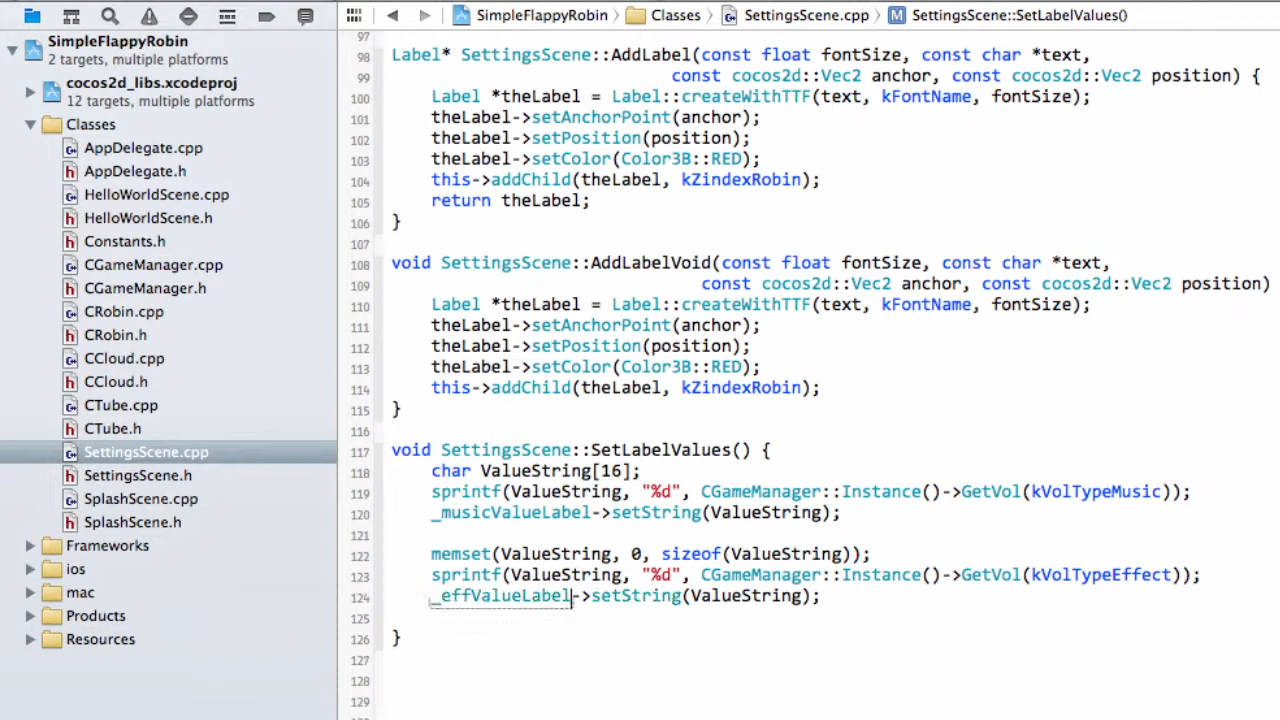 SimpleFlappyRobin
2 targets, multiple platforms
cocos2d_libs.xcodeproj
12 targets, multiple platforms
Classes
AppDelegate.cpp
AppDelegate.h
HelloWorldScene.cpp
HelloWorldScene.h
Constants.h
CGameManager.cpp
CGameManager.h
CRobin.cpp
CRobin.h
CCloud.cpp
CCloud.h
CTube.cpp
CTube.h
SettingsScene.cpp
SettingsScene.h
SplashScene.cpp
SplashScene.h
Frameworks
ios
mac
Products
Resources
SimpleFlappyRobin Classes SettingsScene.cpp M SettingsScene::SetLabelValues()
97
98 Label* SettingsScene::AddLabel(const float fontSize, const char *text,
99 const cocos2d::Vec2 anchor, const cocos2d::Vec2 position) {
100 Label *theLabel = Label::createWithTTF(text, kFontName, fontSize);
101 theLabel->setAnchorPoint(anchor);
102 theLabel->setPosition(position);
103 theLabel->setColor(Color3B::RED);
104 this->addChild(theLabel, kZindexRobin);
105 return theLabel;
106 }
107
108 void SettingsScene::AddLabelVoid(const float fontSize, const char *text,
109 const cocos2d::Vec2 anchor, const cocos2d::Vec2 position)
110 Label *theLabel = Label::createWithTTF(text, kFontName, fontSize);
111 theLabel->setAnchorPoint(anchor);
112 theLabel->setPosition(position);
113 theLabel->setColor(Color3B::RED);
114 this->addChild(theLabel, kZindexRobin);
115 }
116
117 void SettingsScene::SetLabelValues() {
118 char ValueString[16];
119 sprintf(ValueString, "%d", CGameManager::Instance()->GetVol(kVolTypeMusic));
120 _musicValueLabel->setString(ValueString);
121
122 memset(ValueString, 0, sizeof(ValueString));
123 sprintf(ValueString, "%d", CGameManager::Instance()->GetVol(kVolTypeEffect));
124 _effValueLabel->setString(ValueString);
125
126 }
127
128
129